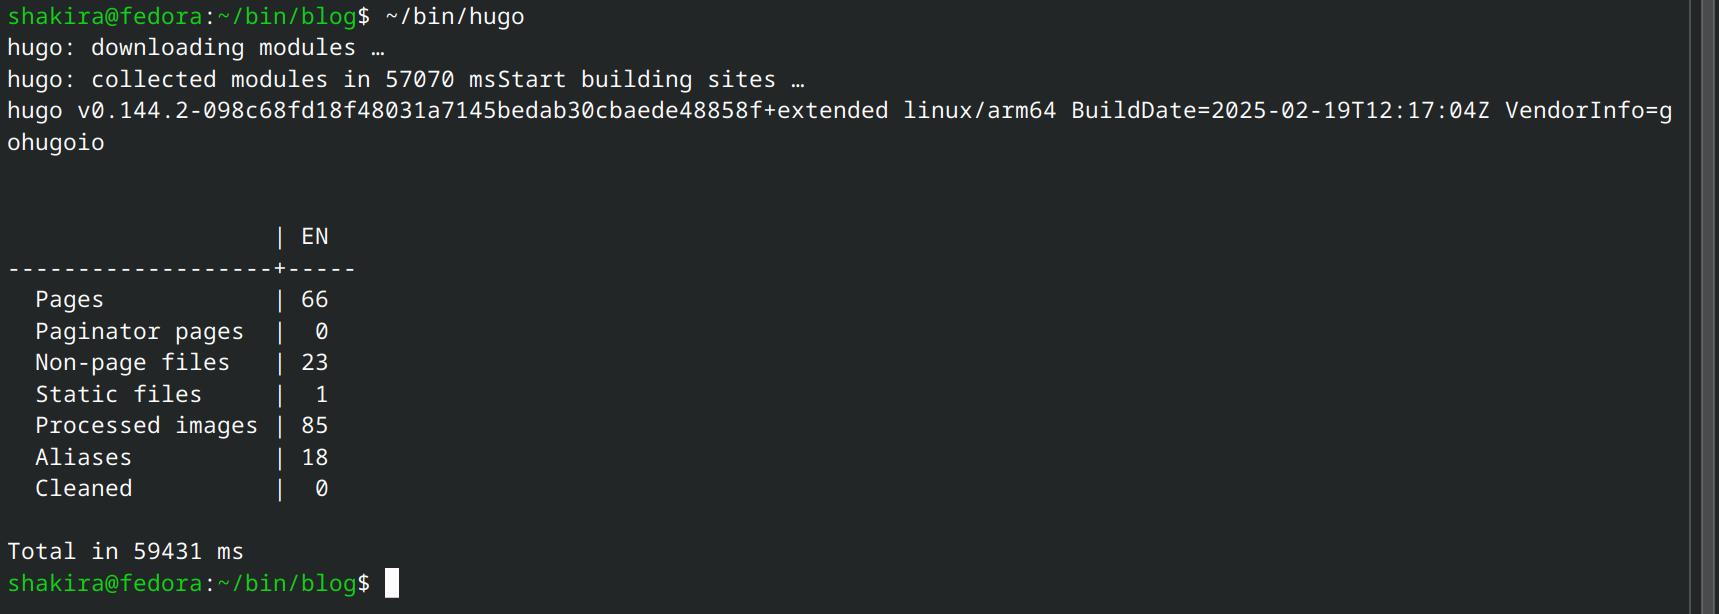 shakira@fedora:~/bin/blog$ ~/bin/hugo
hugo: downloading modules …
hugo: collected modules in 57070 msStart building sites …
hugo v0.144.2-098c68fd18f48031a7145bedab30cbaede48858f+extended linux/arm64 BuildDate=2025-02-19T12:17:04Z VendorInfo=g
ohugoio
                   | EN
-------------------+-----
  Pages            | 66
  Paginator pages  |  0
  Non-page files   | 23
  Static files     |  1
  Processed images | 85
  Aliases          | 18
  Cleaned          |  0
Total in 59431 ms
shakira@fedora:~/bin/blog$